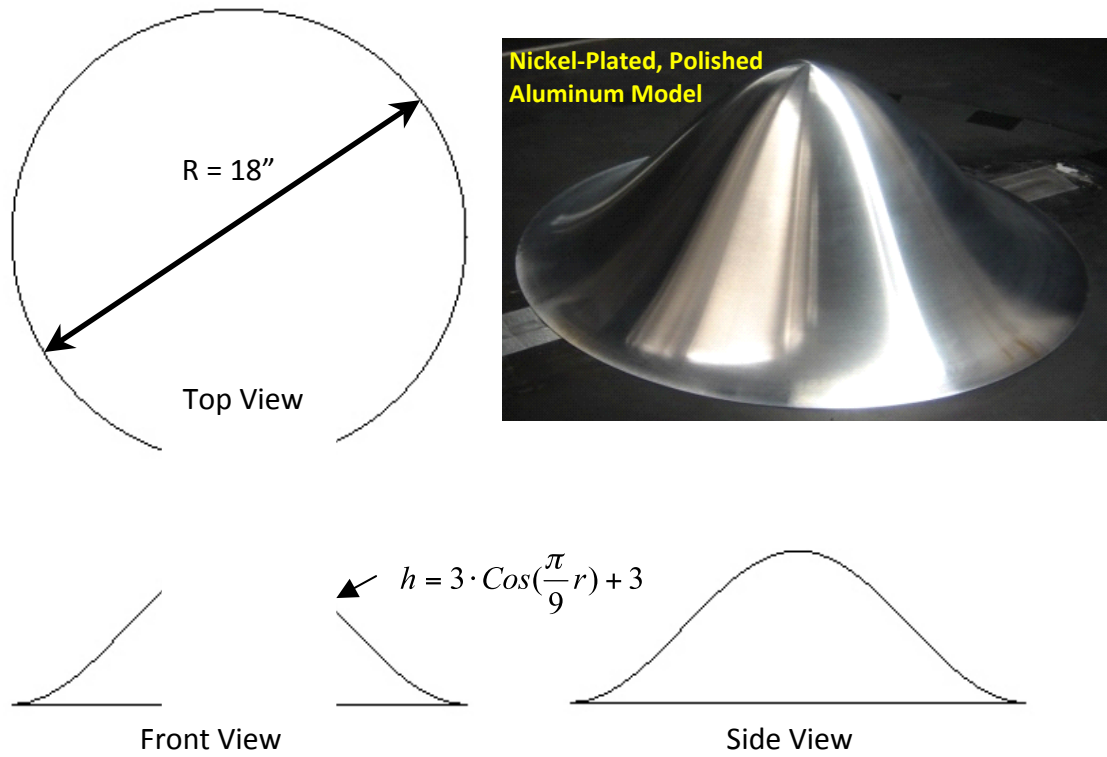 Nickel-Plated, Polished
Aluminum Model
R = 18”
Top View
h = 3 · Cos(π/9 r) + 3
Front View
Side View